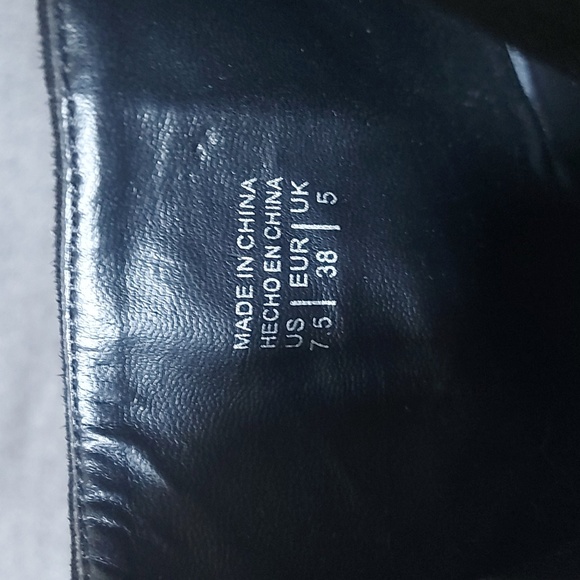 MADE IN CHINA
HECHO EN CHINA
US | EUR | UK
7.5 | 38 | 5